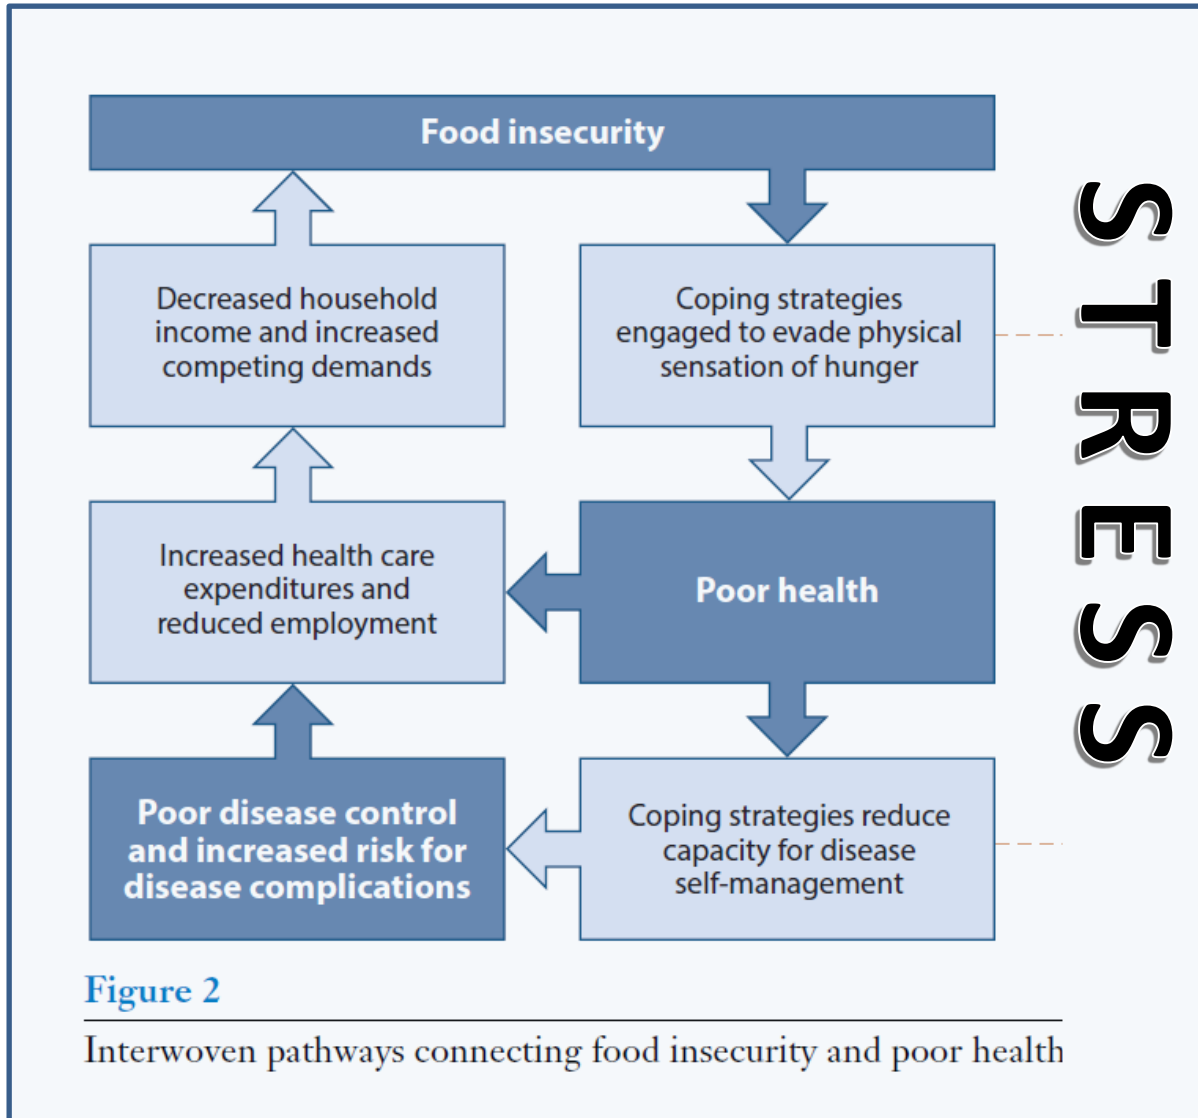 Food insecurity
Decreased household
income and increased
competing demands
Coping strategies
engaged to evade physical
sensation of hunger
Increased health care
expenditures and
reduced employment
Poor health
Poor disease control
and increased risk for
disease complications
Coping strategies reduce
capacity for disease
self-management
STRESS
Figure 2
Interwoven pathways connecting food insecurity and poor health